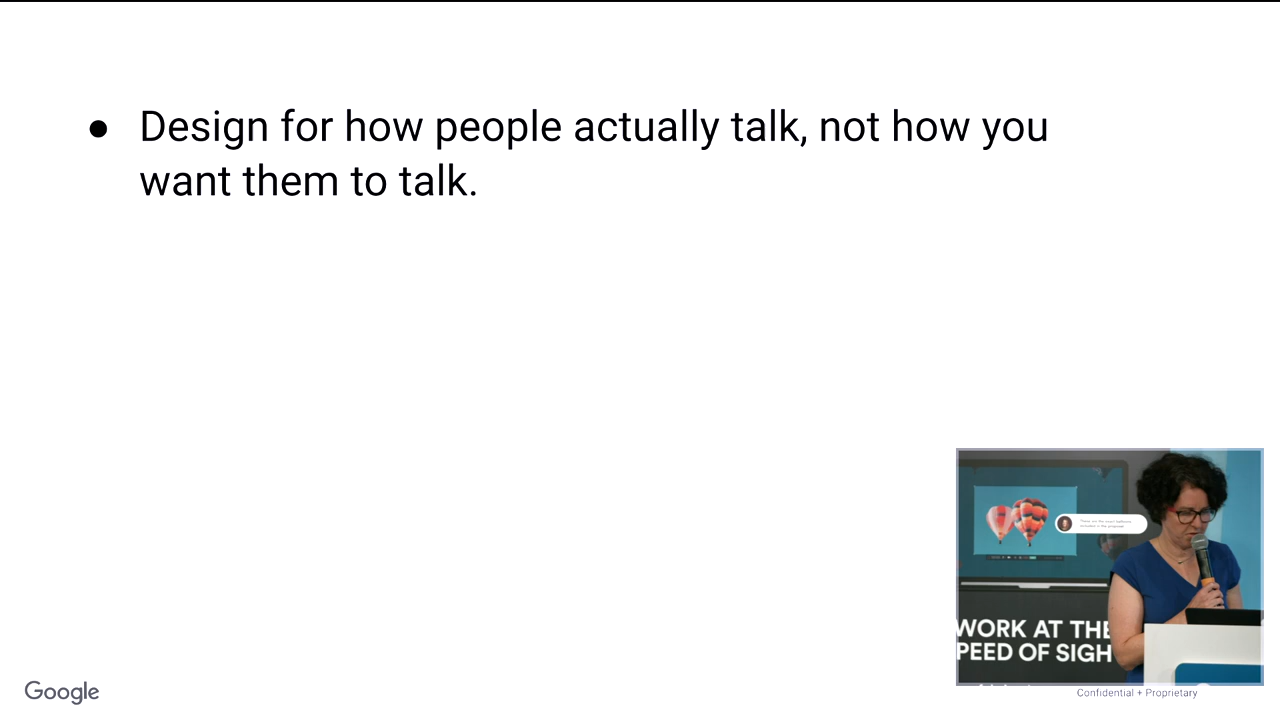 ● Design for how people actually talk, not how you
want them to talk.
WORK AT THE
PEED OF SIGH
Google
Confidential + Proprietary